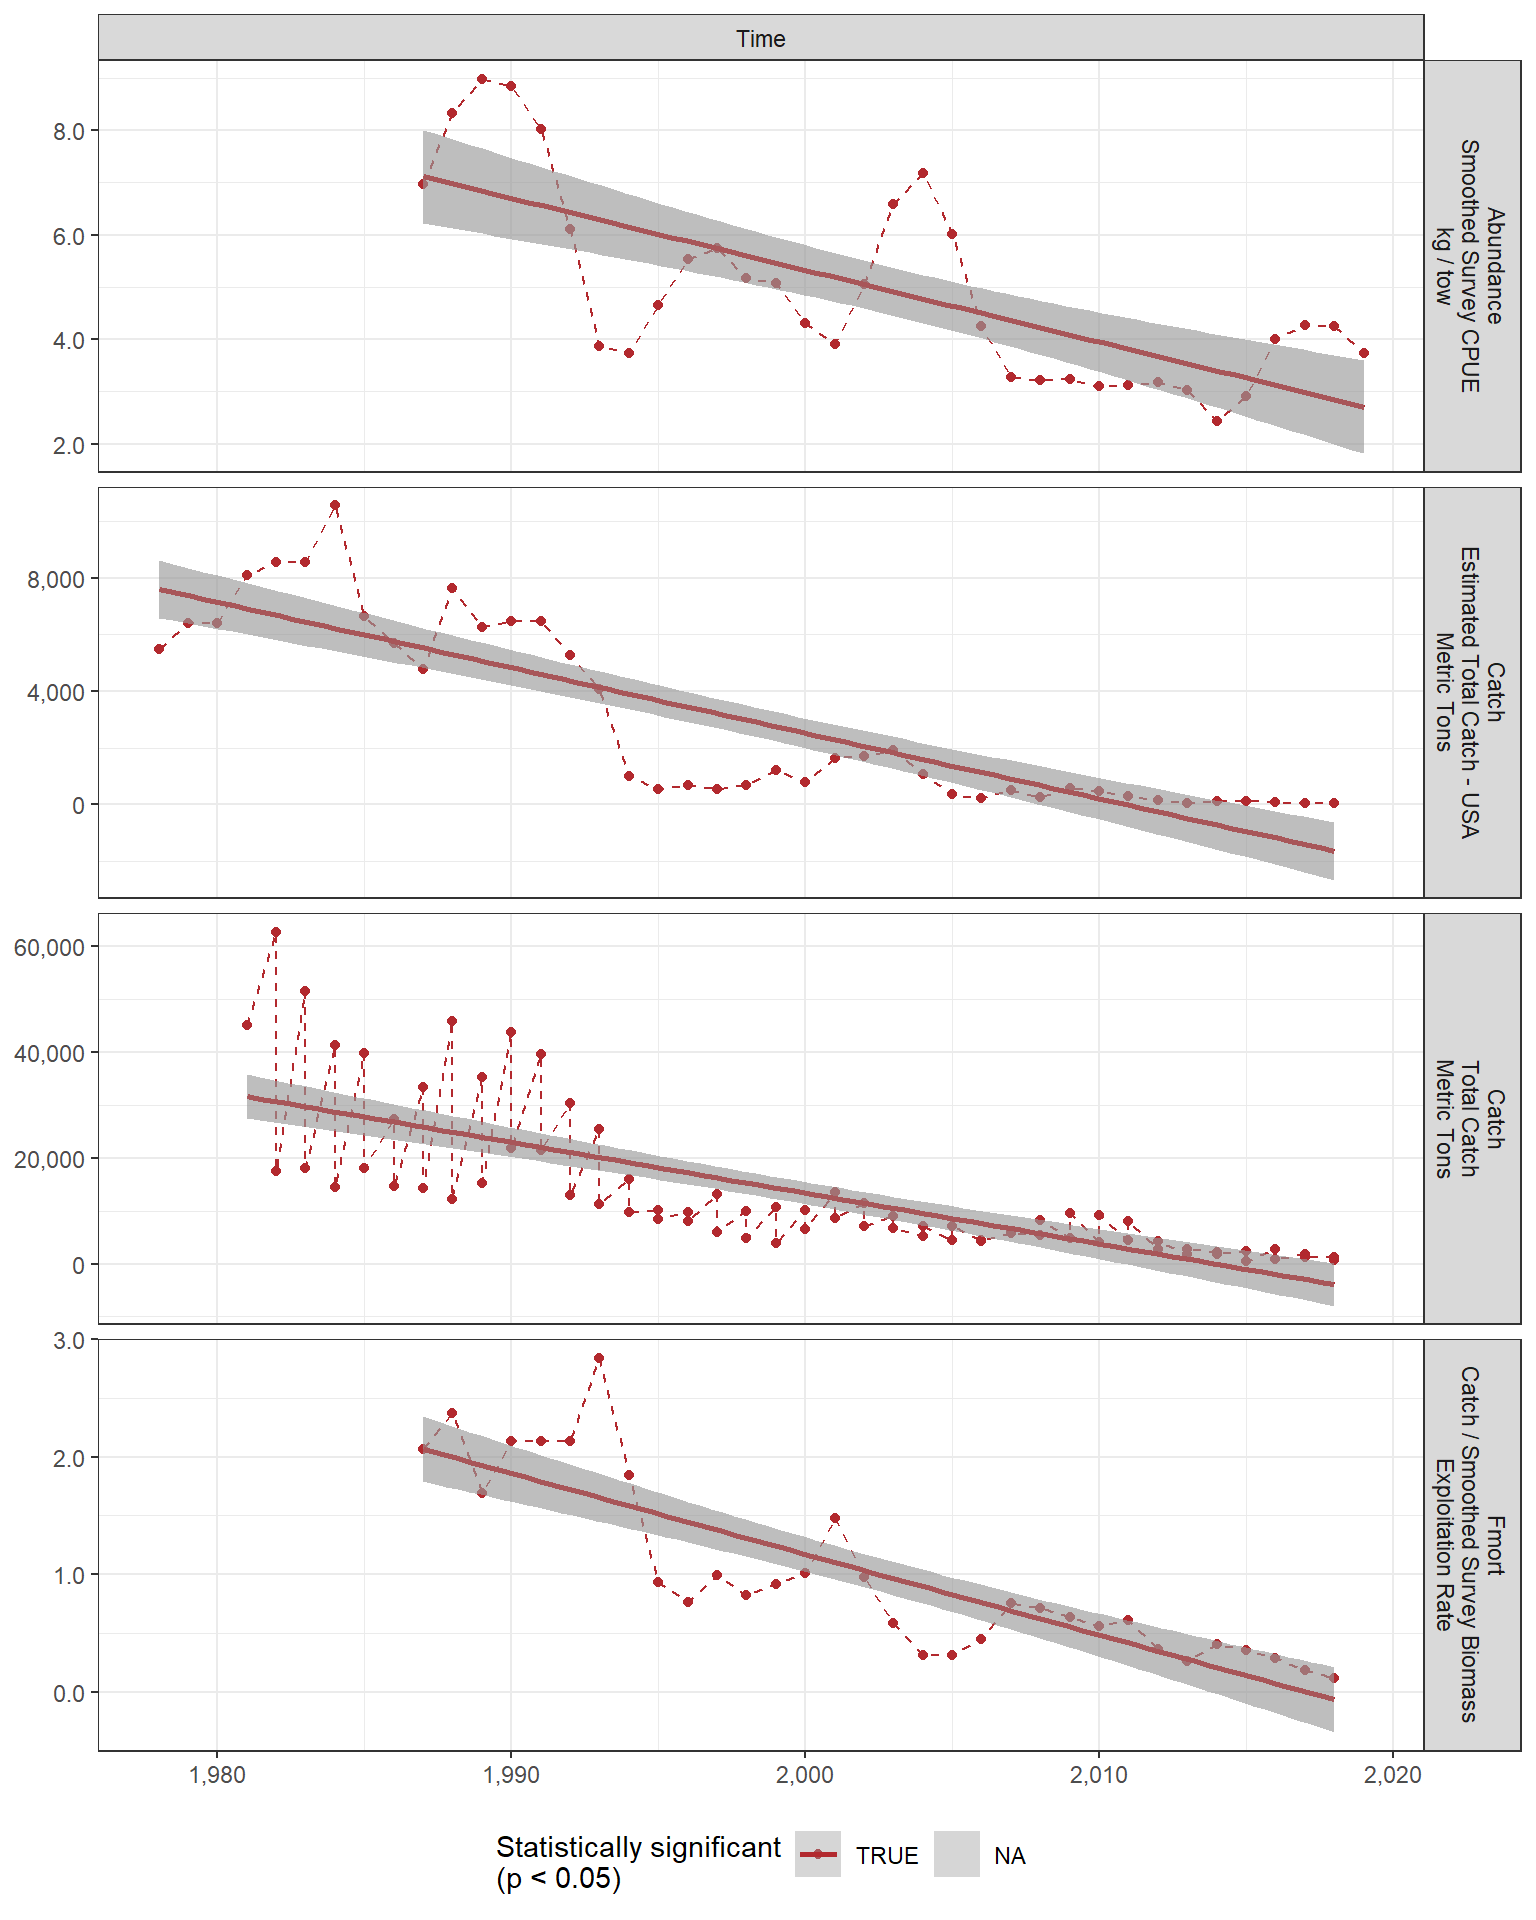 Time
8.0
6.0
4.0
2.0
Abundance
Smoothed Survey CPUE
kg / tow
8,000
4,000
0
Catch
Estimated Total Catch - USA
Metric Tons
60,000
40,000
20,000
0
Catch
Total Catch
Metric Tons
3.0
2.0
1.0
0.0
Fmort
Catch / Smoothed Survey Biomass
Exploitation Rate
1,980 1,990 2,000 2,010 2,020
Statistically significant
(p < 0.05)
TRUE NA